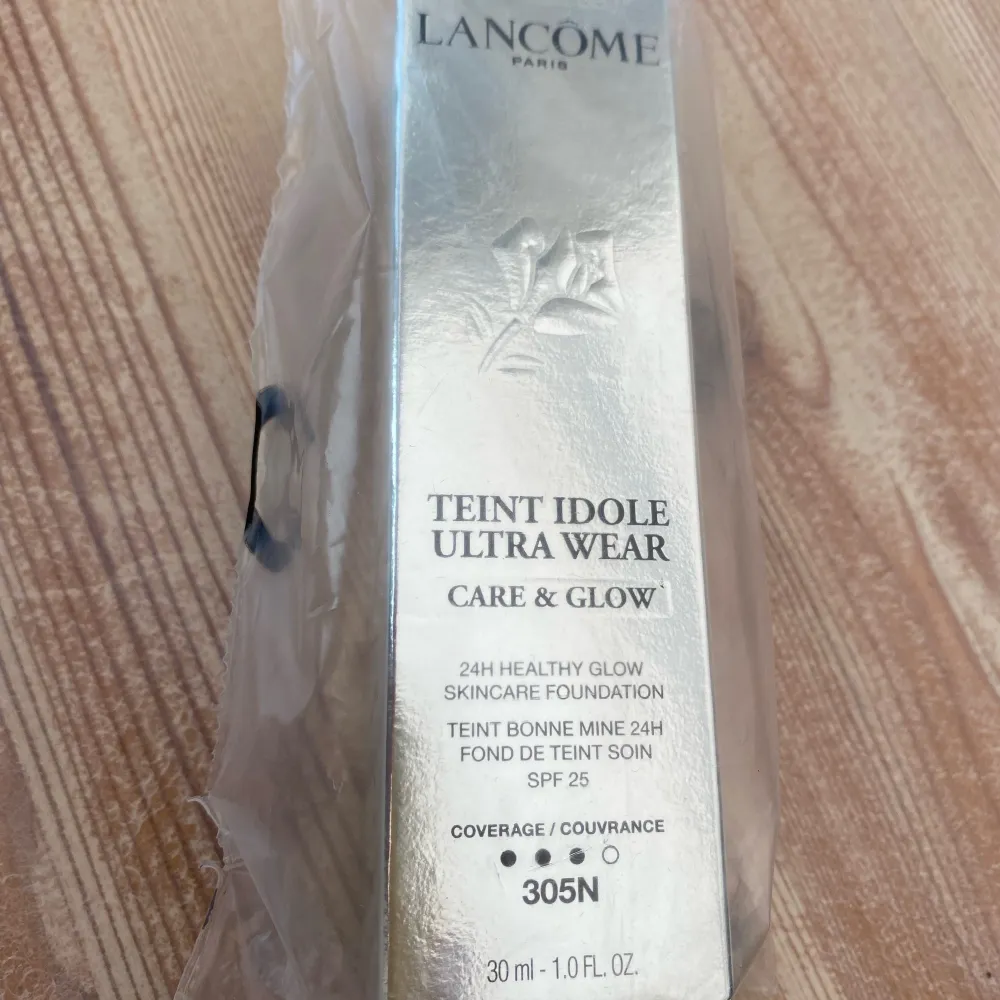 LANCÔME
PARIS
TEINT IDOLE
ULTRA WEAR
CARE & GLOW
24H HEALTHY GLOW
SKINCARE FOUNDATION
TEINT BONNE MINE 24H
FOND DE TEINT SOIN
SPF 25
COVERAGE / COUVRANCE
305N
30 ml - 1.0 FL. OZ.